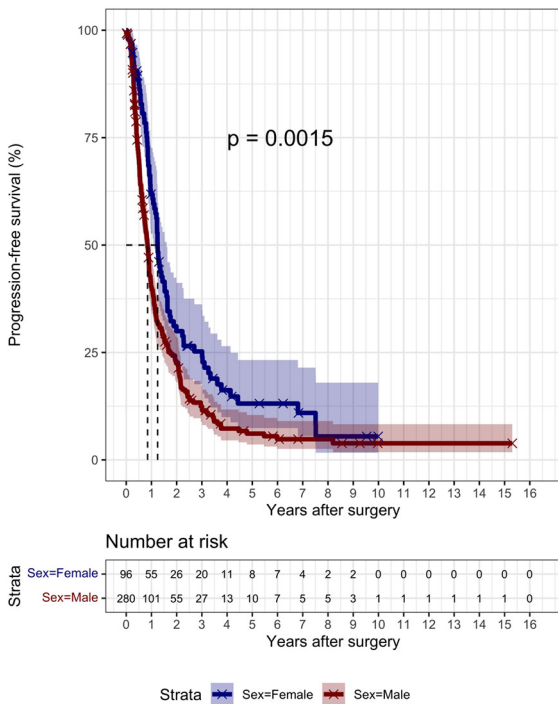 Progression-free survival (%)
100
75
50
25
0
p = 0.0015
0 1 2 3 4 5 6 7 8 9 10 11 12 13 14 15 16
Years after surgery
Number at risk
Strata
Sex=Female 96 55 26 20 11 8 7 4 2 2 0 0 0 0 0 0 0
Sex=Male 280 101 55 27 13 10 7 5 5 3 1 1 1 1 1 1 0
0 1 2 3 4 5 6 7 8 9 10 11 12 13 14 15 16
Years after surgery
Strata Sex=Female Sex=Male